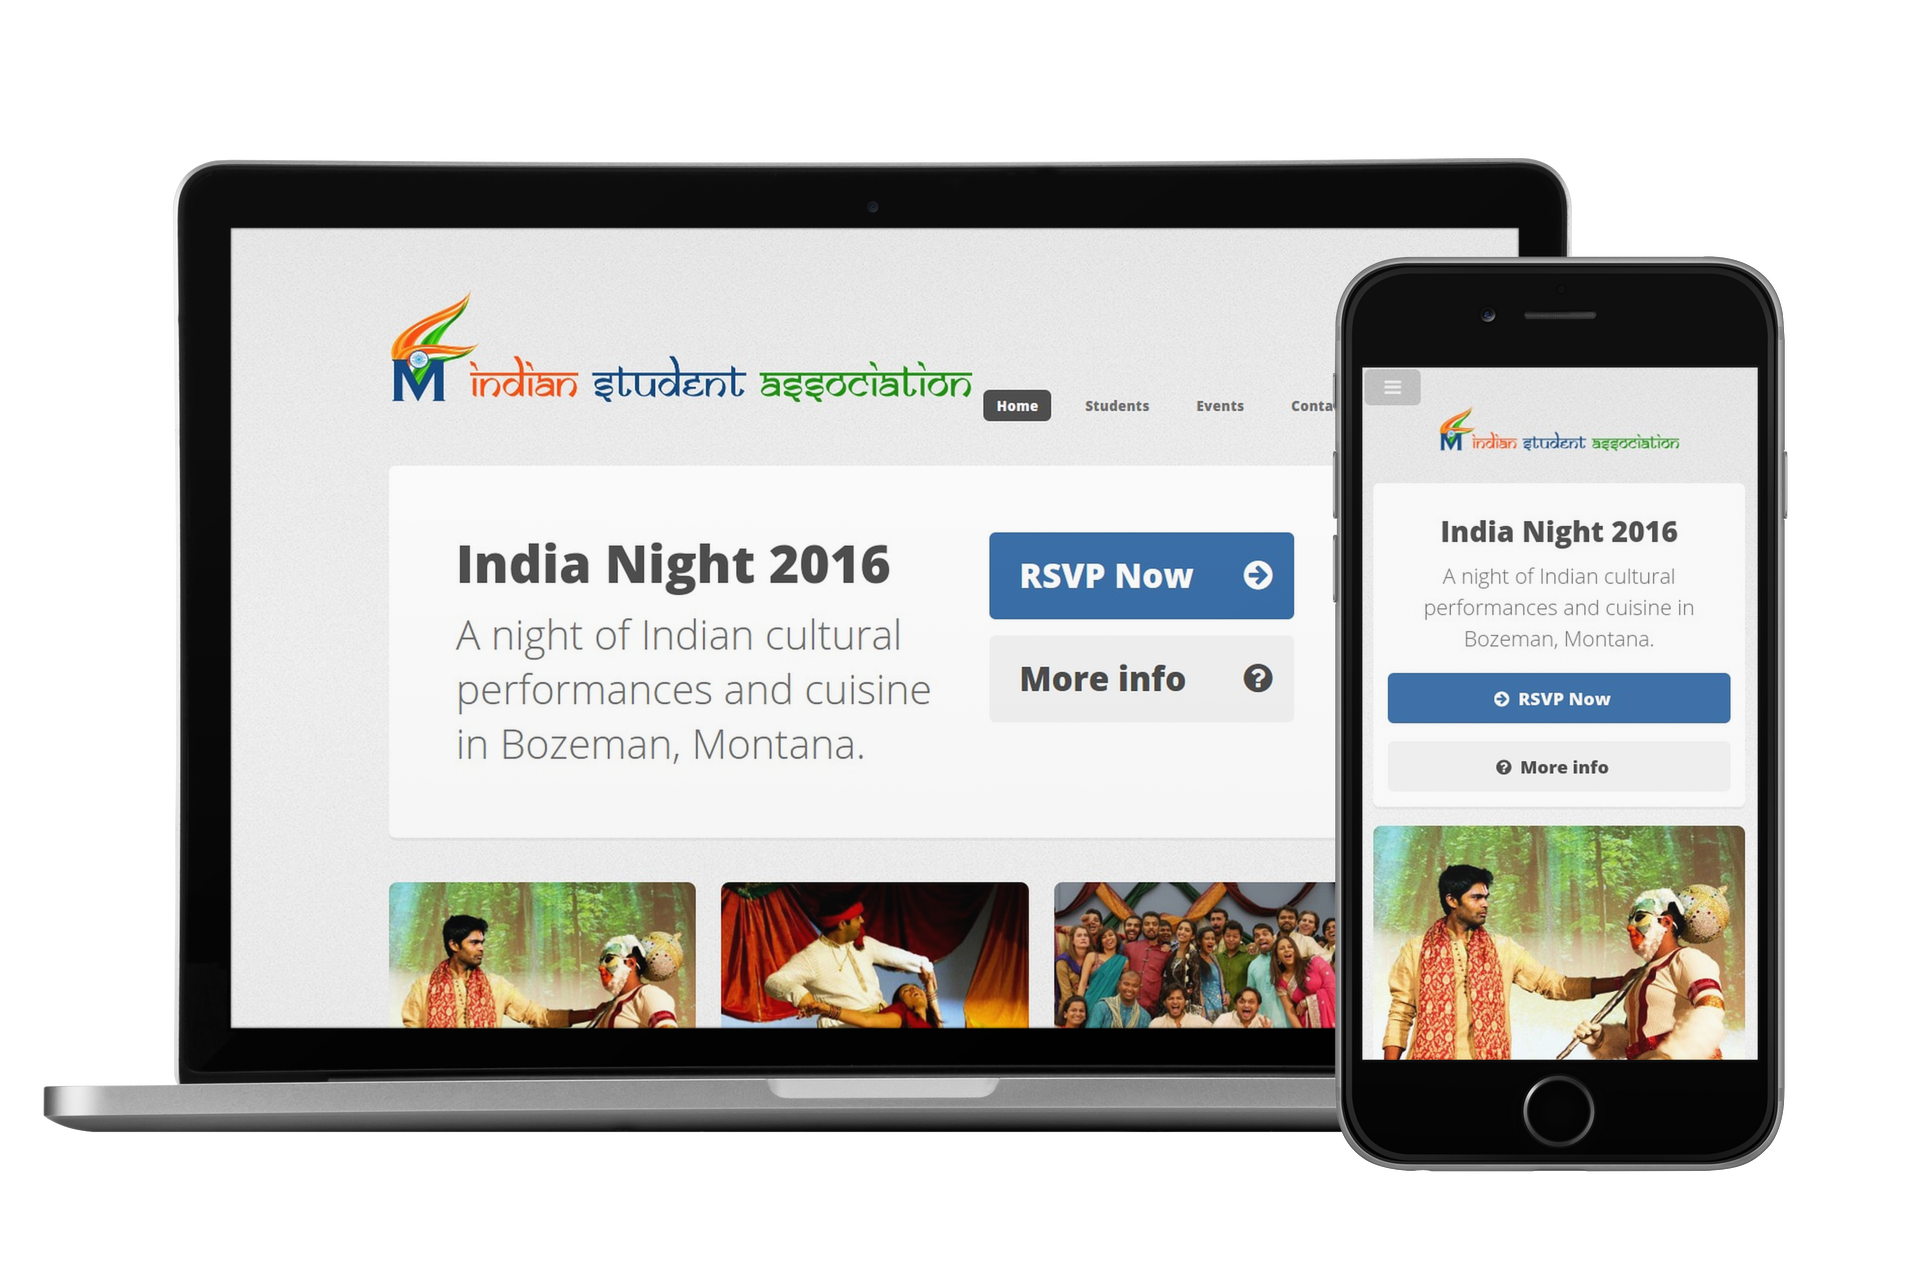 M indian student association
Home Students Events Conta
India Night 2016
A night of Indian cultural
performances and cuisine
in Bozeman, Montana.
RSVP Now
More info
M indian student association
India Night 2016
A night of Indian cultural
performances and cuisine in
Bozeman, Montana.
RSVP Now
More info